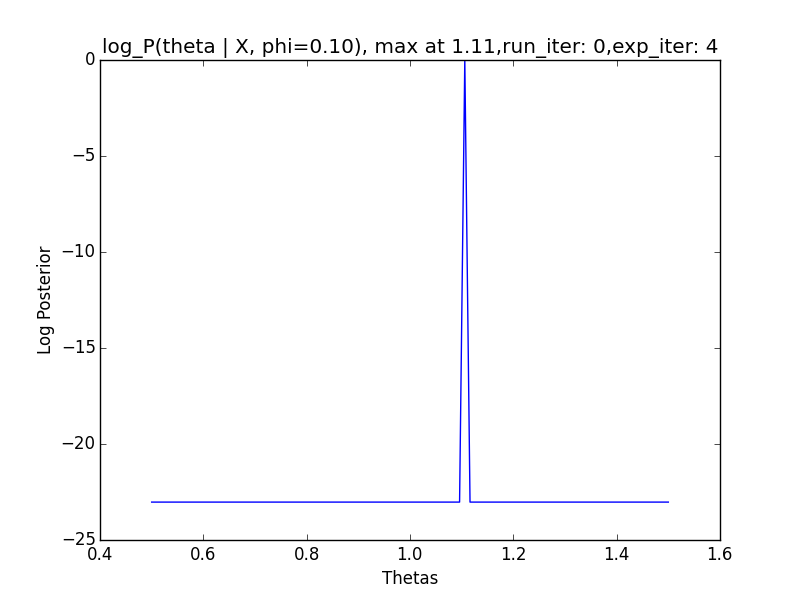 log_P(theta | X, phi=0.10), max at 1.11,run_iter: 0,exp_iter: 4
0
−5
−10
−15
−20
−25
Log Posterior
0.4 0.6 0.8 1.0 1.2 1.4 1.6
Thetas